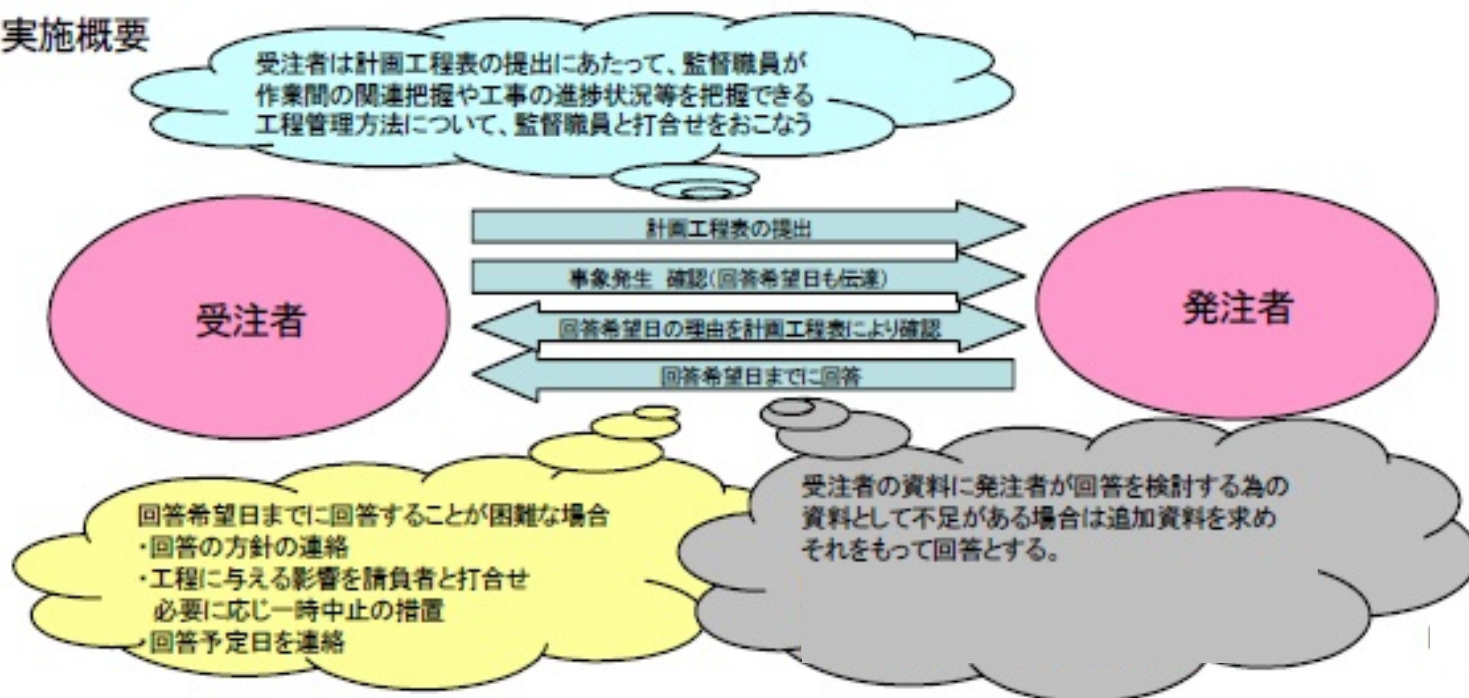 実施概要
受注者は計画工程表の提出にあたって、監督職員が
作業間の関連把握や工事の進捗状況等を把握できる
工程管理方法について、監督職員と打合せをおこなう
計画工程表の提出
事象発生　確認(回答希望日も伝達)
回答希望日の理由を計画工程表により確認
回答希望日までに回答
受注者
発注者
回答希望日までに回答することが困難な場合
・回答の方針の連絡
・工程に与える影響を請負者と打合せ
必要に応じ一時中止の措置
・回答予定日を連絡
受注者の資料に発注者が回答を検討する為の
資料として不足がある場合は追加資料を求め
それをもって回答とする。